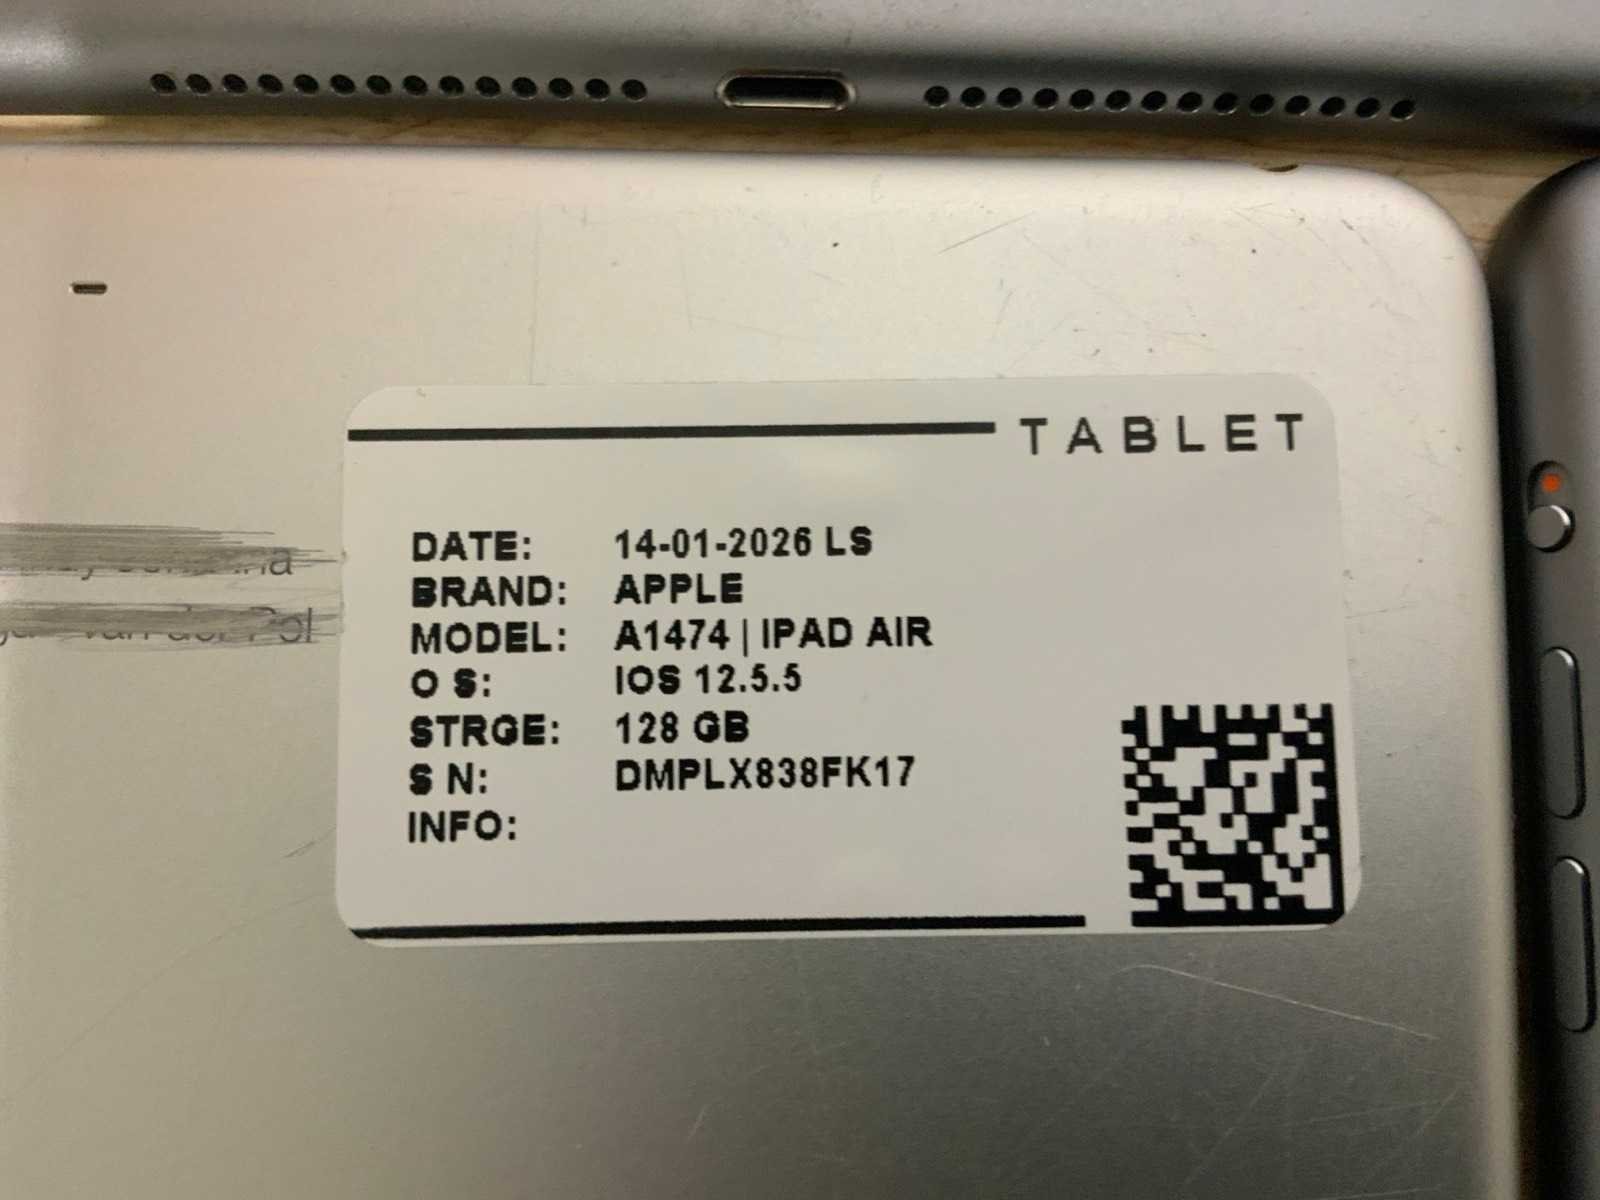 TABLET
DATE: 14-01-2026 LS
BRAND: APPLE
MODEL: A1474 | IPAD AIR
O S: IOS 12.5.5
STRGE: 128 GB
S N: DMPLX838FK17
INFO: